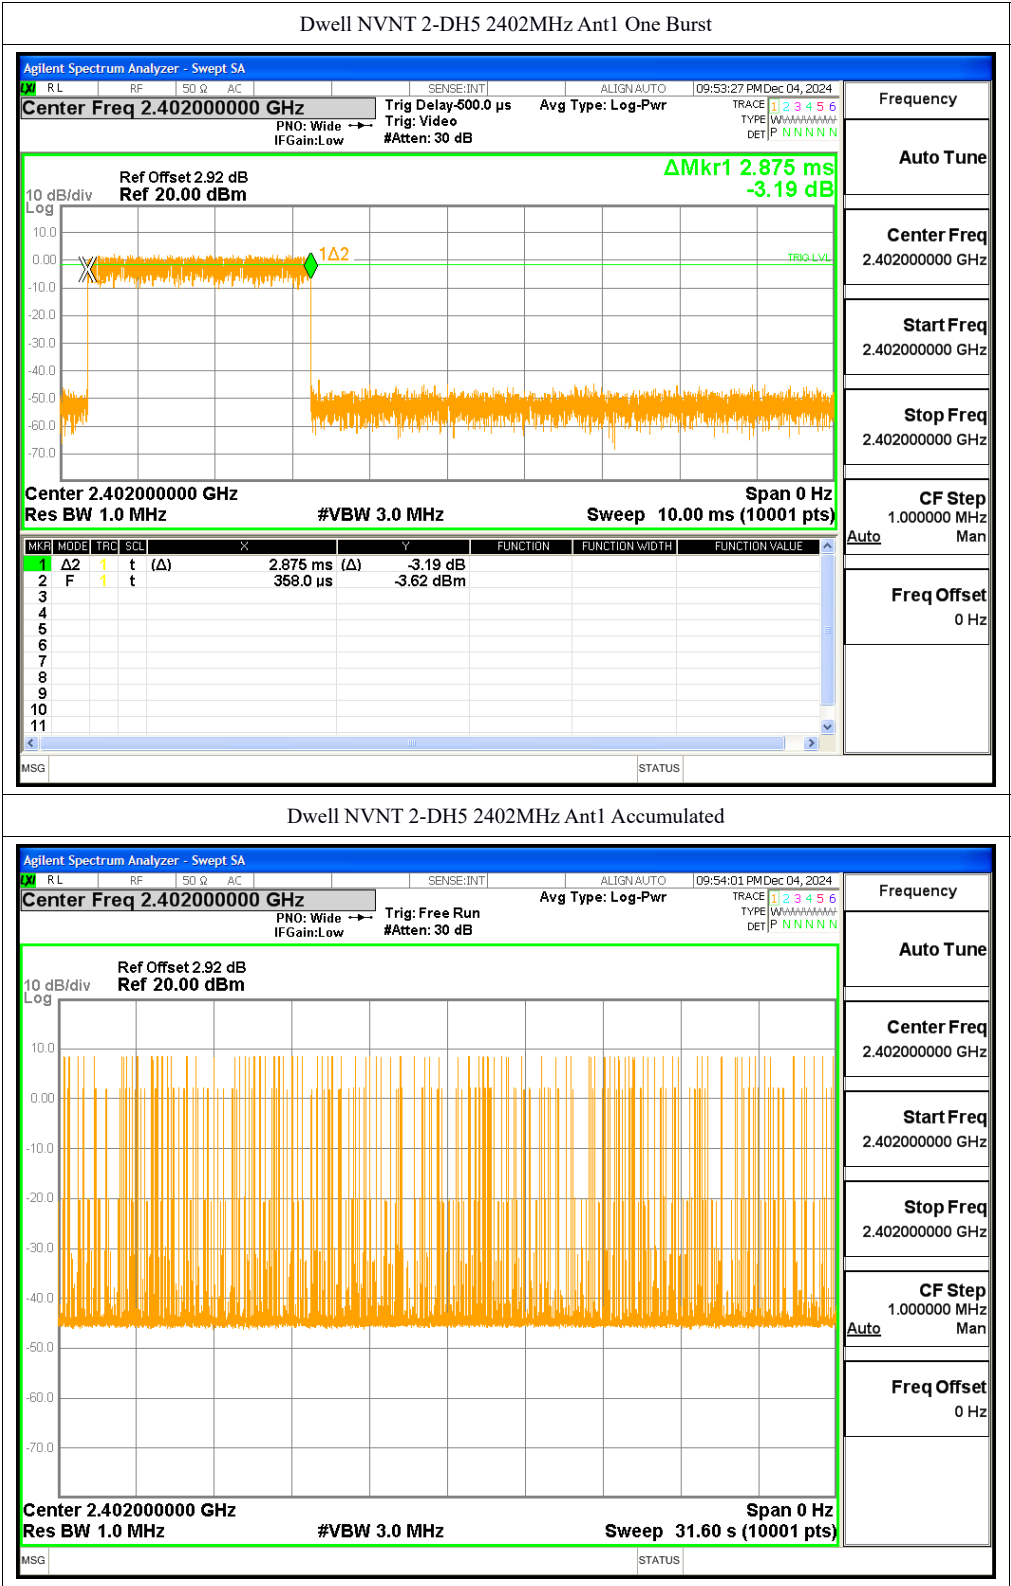 Dwell NVNT 2-DH5 2402MHz Ant1 One Burst
Agilent Spectrum Analyzer - Swept SA
LXI RL RF 50 Ω AC SENSE:INT ALIGN AUTO 09:53:27 PM Dec 04, 2024
Center Freq 2.402000000 GHz
Trig Delay-500.0 µs Avg Type: Log-Pwr TRACE 1 2 3 4 5 6
PNO: Wide Trig: Video TYPE
IFGain:Low #Atten: 30 dB DET P N N N N N
Frequency
ΔMkr1 2.875 ms
-3.19 dB
Ref Offset 2.92 dB
10 dB/div Ref 20.00 dBm
Log
10.0
0.00
-10.0
-20.0
-30.0
-40.0
-50.0
-60.0
-70.0
1Δ2
TRIG LVL
Center 2.402000000 GHz Span 0 Hz
Res BW 1.0 MHz #VBW 3.0 MHz Sweep 10.00 ms (10001 pts)
MKR MODE TRC SCL X Y FUNCTION FUNCTION WIDTH FUNCTION VALUE
1 Δ2 1 t (Δ) 2.875 ms (Δ) -3.19 dB
2 F 1 t 358.0 µs -3.62 dBm
3
4
5
6
7
8
9
10
11
MSG STATUS
Auto Tune
Center Freq
2.402000000 GHz
Start Freq
2.402000000 GHz
Stop Freq
2.402000000 GHz
CF Step
1.000000 MHz
Auto Man
Freq Offset
0 Hz
Dwell NVNT 2-DH5 2402MHz Ant1 Accumulated
Agilent Spectrum Analyzer - Swept SA
LXI RL RF 50 Ω AC SENSE:INT ALIGN AUTO 09:54:01 PM Dec 04, 2024
Center Freq 2.402000000 GHz
Avg Type: Log-Pwr TRACE 1 2 3 4 5 6
PNO: Wide Trig: Free Run TYPE
IFGain:Low #Atten: 30 dB DET P N N N N N
Frequency
Ref Offset 2.92 dB
10 dB/div Ref 20.00 dBm
Log
10.0
0.00
-10.0
-20.0
-30.0
-40.0
-50.0
-60.0
-70.0
Center 2.402000000 GHz Span 0 Hz
Res BW 1.0 MHz #VBW 3.0 MHz Sweep 31.60 s (10001 pts)
MSG STATUS
Auto Tune
Center Freq
2.402000000 GHz
Start Freq
2.402000000 GHz
Stop Freq
2.402000000 GHz
CF Step
1.000000 MHz
Auto Man
Freq Offset
0 Hz